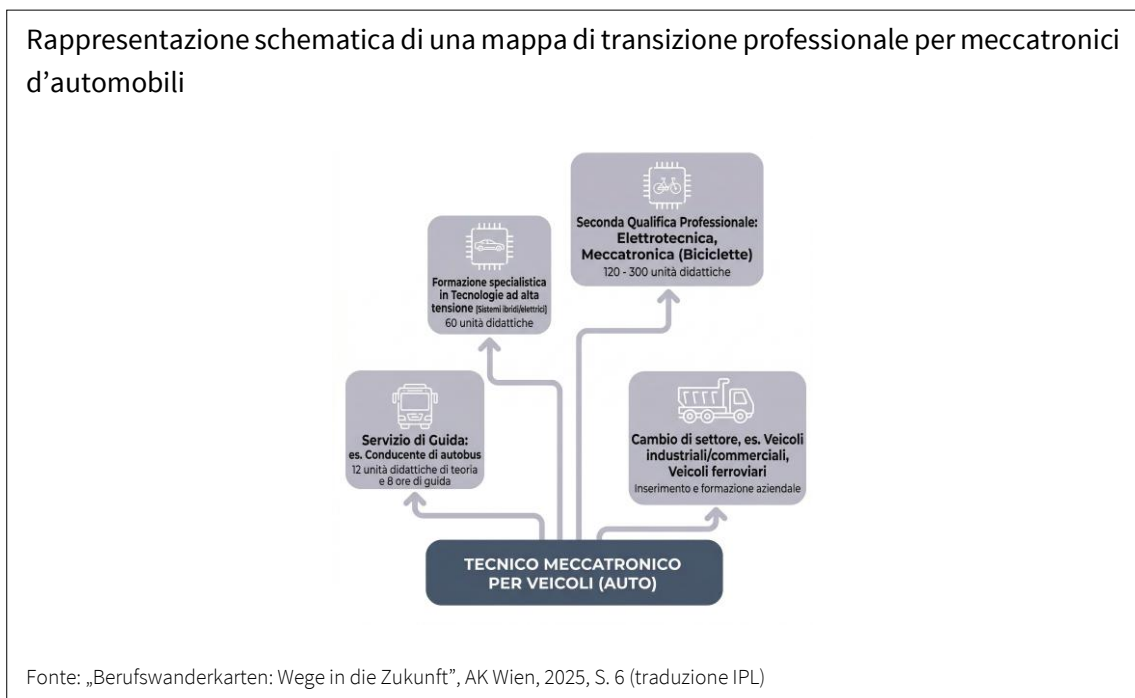 Rappresentazione schematica di una mappa di transizione professionale per meccatronici
d’automobili
Seconda Qualifica Professionale:
Elettrotecnica,
Meccatronica (Biciclette)
120 - 300 unità didattiche
Formazione specialistica
in Tecnologie ad alta
tensione [Sistemi ibridi/elettrici]
60 unità didattiche
Servizio di Guida:
es. Conducente di autobus
12 unità didattiche di teoria
e 8 ore di guida
Cambio di settore, es. Veicoli
industriali/commerciali,
Veicoli ferroviari
Inserimento e formazione aziendale
TECNICO MECCATRONICO
PER VEICOLI (AUTO)
Fonte: „Berufswanderkarten: Wege in die Zukunft”, AK Wien, 2025, S. 6 (traduzione IPL)